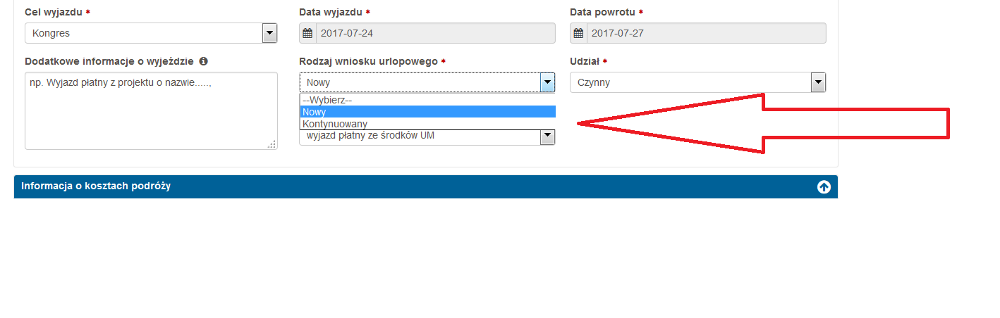 Cel wyjazdu *
Data wyjazdu *
Data powrotu *
Kongres
2017-07-24
2017-07-27
Dodatkowe informacje o wyjeździe
Rodzaj wniosku urlopowego *
Udział *
np. Wyjazd płatny z projektu o nazwie.....,
Nowy
Czynny
--Wybierz--
Nowy
Kontynuowany
wyjazd płatny ze środków UM
Informacja o kosztach podróży